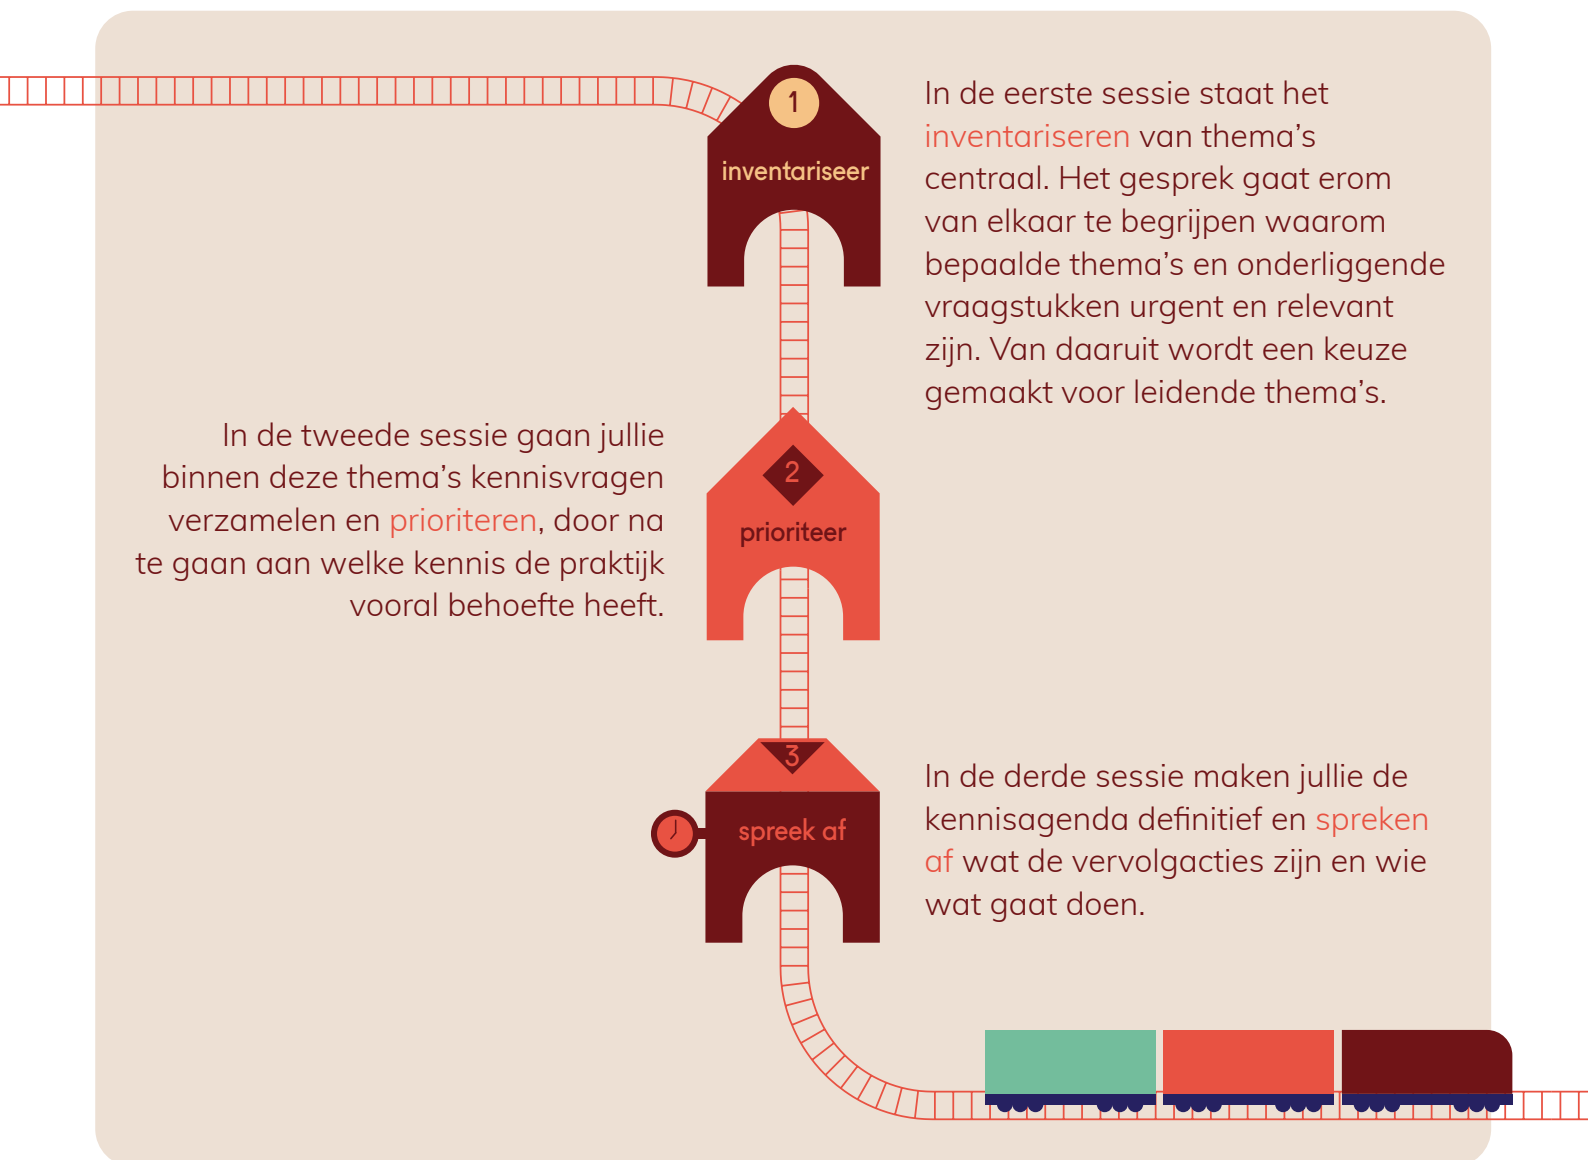 1
inventariseer
In de eerste sessie staat het
inventariseren van thema’s
centraal. Het gesprek gaat erom
van elkaar te begrijpen waarom
bepaalde thema’s en onderliggende
vraagstukken urgent en relevant
zijn. Van daaruit wordt een keuze
gemaakt voor leidende thema’s.
In de tweede sessie gaan jullie
binnen deze thema’s kennisvragen
verzamelen en prioriteren, door na
te gaan aan welke kennis de praktijk
vooral behoefte heeft.
2
prioriteer
3
spreek af
In de derde sessie maken jullie de
kennisagenda definitief en spreken
af wat de vervolgacties zijn en wie
wat gaat doen.